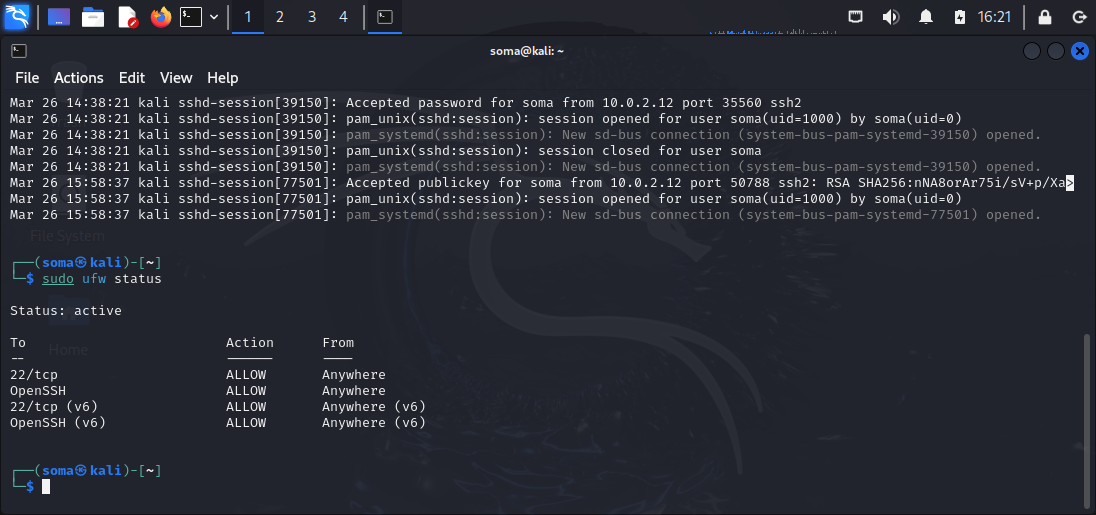 1 2 3 4 16:21
soma@kali: ~
File Actions Edit View Help
Mar 26 14:38:21 kali sshd-session[39150]: Accepted password for soma from 10.0.2.12 port 35560 ssh2
Mar 26 14:38:21 kali sshd-session[39150]: pam_unix(sshd:session): session opened for user soma(uid=1000) by soma(uid=0)
Mar 26 14:38:21 kali sshd-session[39150]: pam_systemd(sshd:session): New sd-bus connection (system-bus-pam-systemd-39150) opened.
Mar 26 14:38:21 kali sshd-session[39150]: pam_unix(sshd:session): session closed for user soma
Mar 26 14:38:21 kali sshd-session[39150]: pam_systemd(sshd:session): New sd-bus connection (system-bus-pam-systemd-39150) opened.
Mar 26 15:58:37 kali sshd-session[77501]: Accepted publickey for soma from 10.0.2.12 port 50788 ssh2: RSA SHA256:nNA8orAr75i/sV+p/Xa>
Mar 26 15:58:37 kali sshd-session[77501]: pam_unix(sshd:session): session opened for user soma(uid=1000) by soma(uid=0)
Mar 26 15:58:37 kali sshd-session[77501]: pam_systemd(sshd:session): New sd-bus connection (system-bus-pam-systemd-77501) opened.
File System
┌──(soma㉿kali)-[~]
└─$ sudo ufw status
Status: active
To Action From
-- ------ ----
Home
22/tcp ALLOW Anywhere
OpenSSH ALLOW Anywhere
22/tcp (v6) ALLOW Anywhere (v6)
OpenSSH (v6) ALLOW Anywhere (v6)
┌──(soma㉿kali)-[~]
└─$